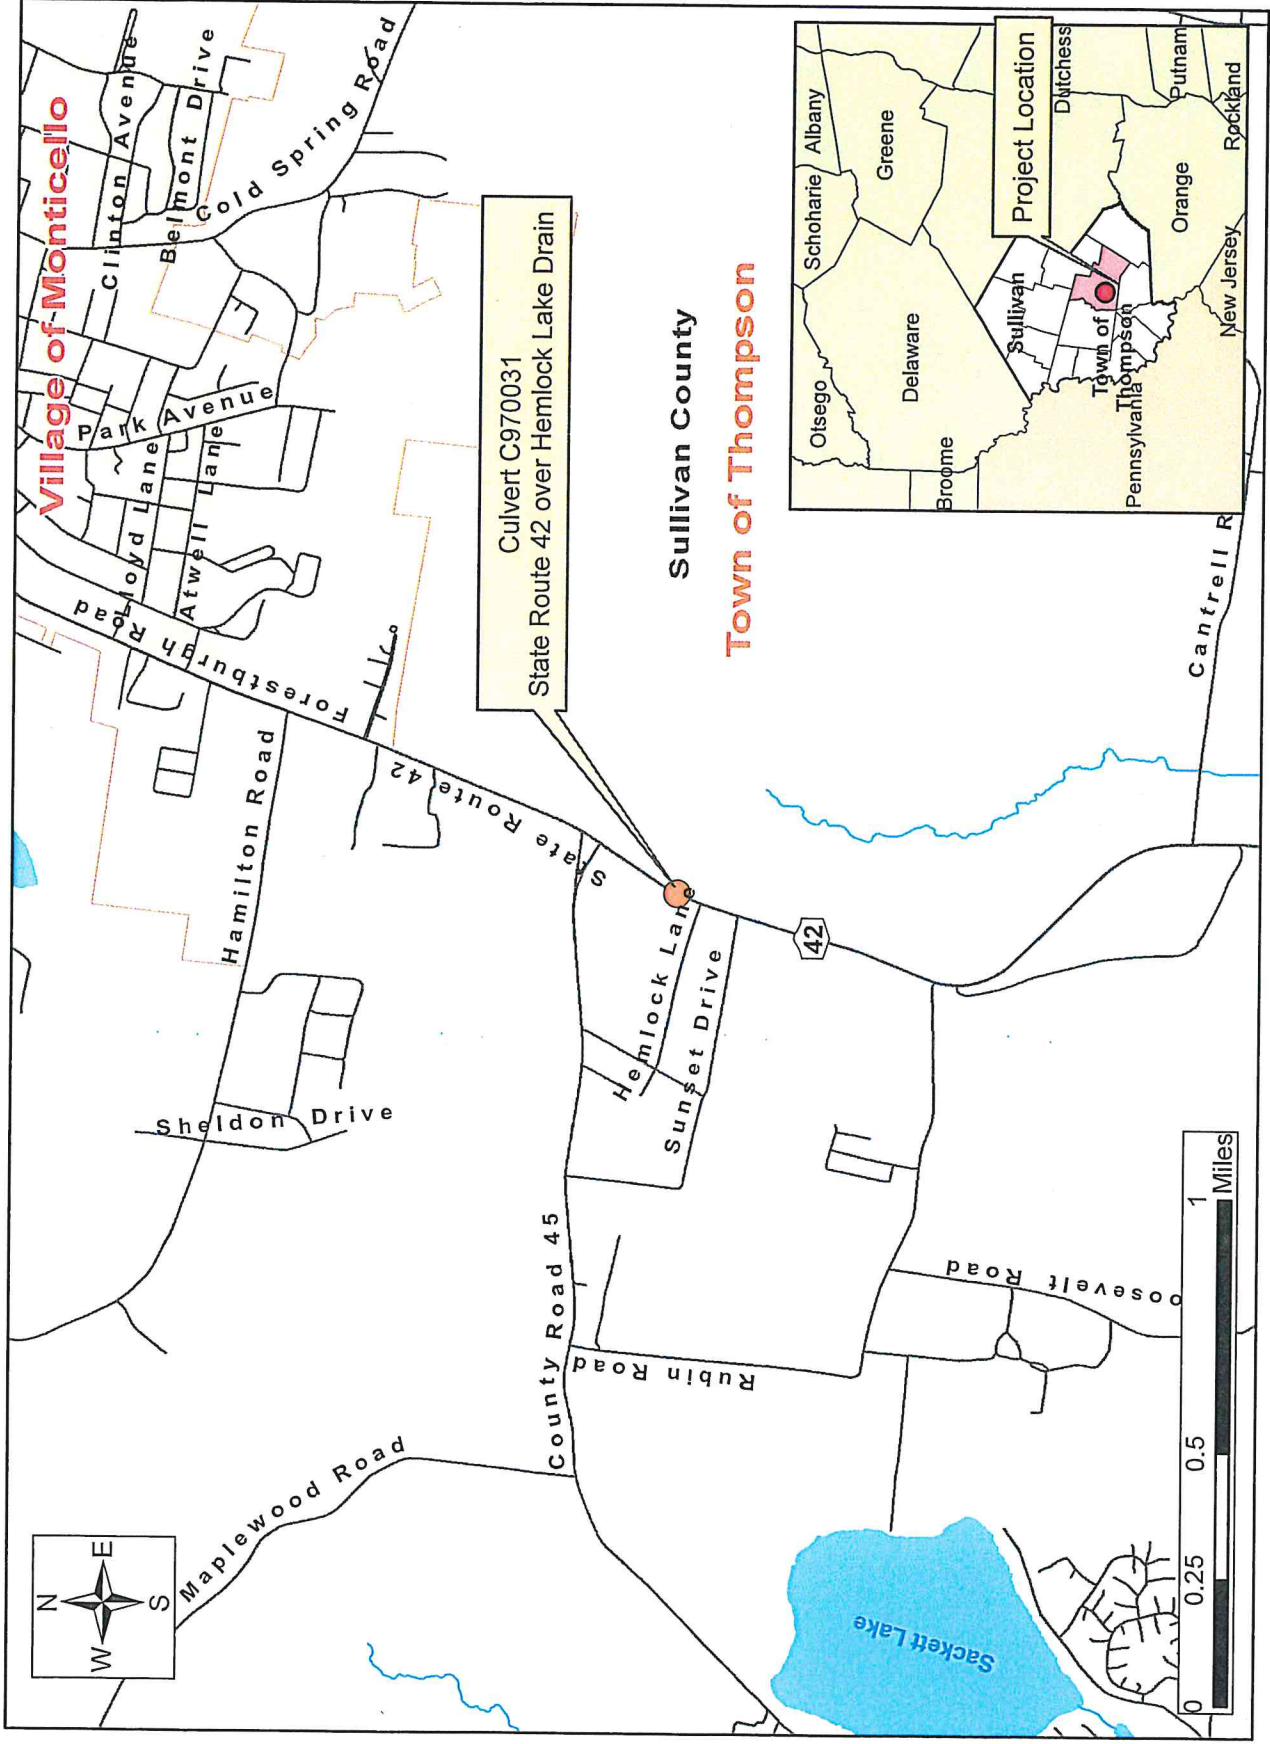 Village of Monticello
Clinton Avenue
Belmont Drive
Cold Spring Road
Park Avenue
loyd Lane
Atwell Lane
Forestburgh Road
Hamilton Road
Sheldon Drive
Maplewood Road
N
W E
S
State Route 42
Culvert C970031
State Route 42 over Hemlock Lake Drain
County Road 45
Hemlock Lane
Sunset Drive
Rubin Road
Sullivan County
Town of Thompson
42
oosevelt Road
Sackett Lake
Cantrell R
0 0.25 0.5 1
Miles
Otsego
Schoharie
Albany
Greene
Delaware
Broome
Sullivan
Project Location
Dutchess
Town of
Thompson
Pennsylvania
Orange
Putnam
New Jersey
Rockland